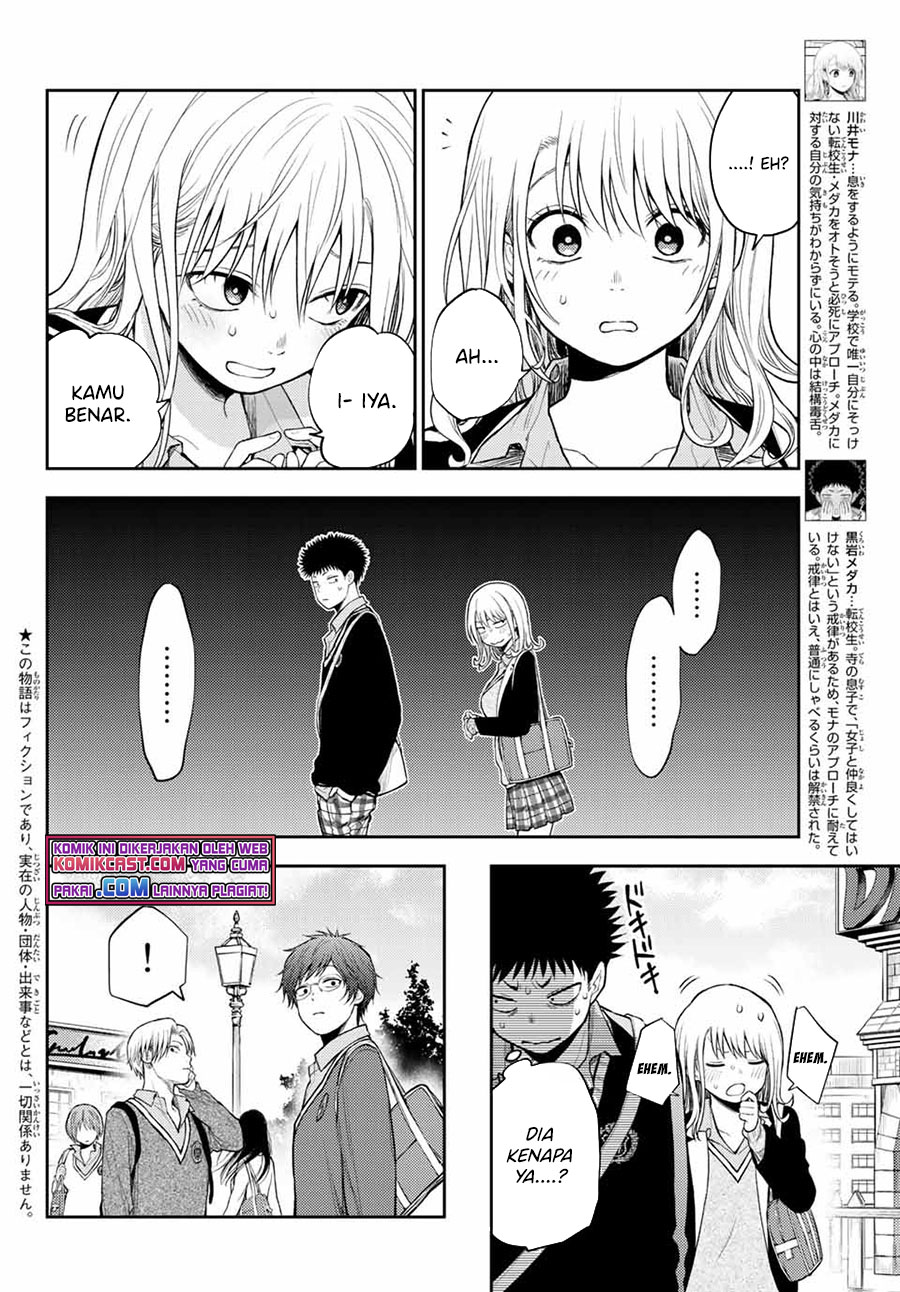 ....! EH?
AH...
I- IYA.
KAMU
BENAR.
川井モナ…息をするようにモテる。学校で唯一自分にそっけ
ない転校生・メダカをオトそうと必死にアプローチ。メダカに
対する自分の気持ちがわからずにいる。心の中は結構毒舌。
黒岩メダカ…転校生。寺の息子で、「女子と仲良くしてはい
けない」という戒律があるため、モナのアプローチに耐えて
いる。戒律とはいえ、普通にしゃべるくらいは解禁された。
………
………
KOMIK INI DIKERJAKAN OLEH WEB
KOMIKCAST.COM YANG CUMA
PAKAI .COM LAINNYA PLAGIAT!
ドキドキ
EHEM.
EHEM.
DIA
KENAPA
YA....?
!
★この物語はフィクションであり、実在の人物・団体・出来事などとは、一切関係ありません。